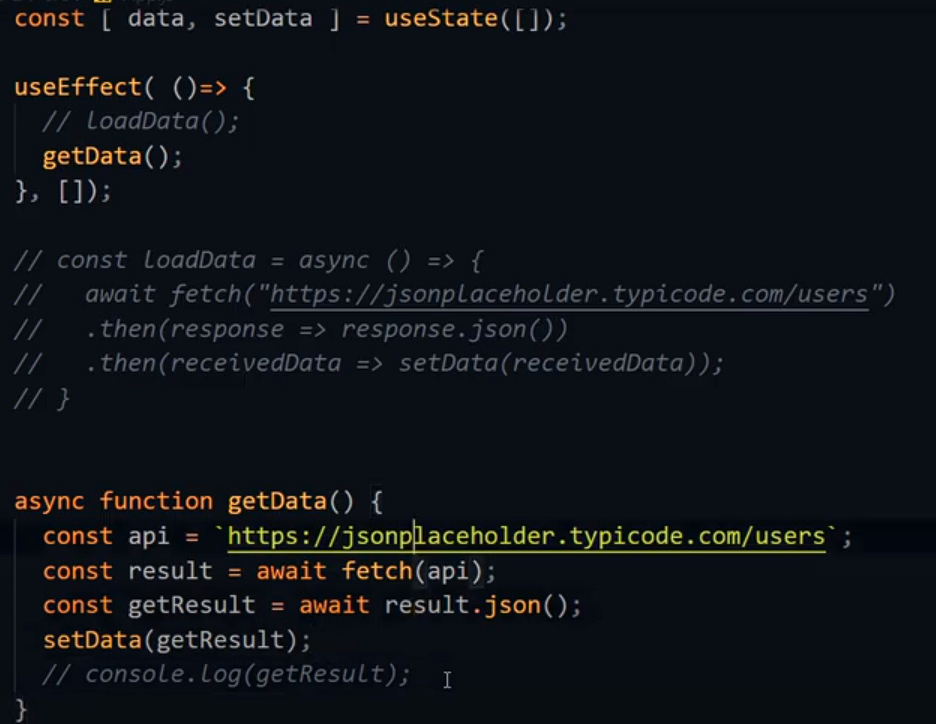 const [ data, setData ] = useState([]);
useEffect( ()=> {
// loadData();
getData();
}, []);
// const loadData = async () => {
//   await fetch("https://jsonplaceholder.typicode.com/users")
//   .then(response => response.json())
//   .then(receivedData => setData(receivedData));
// }
async function getData() {
const api = `https://jsonplaceholder.typicode.com/users`;
const result = await fetch(api);
const getResult = await result.json();
setData(getResult);
// console.log(getResult);
}